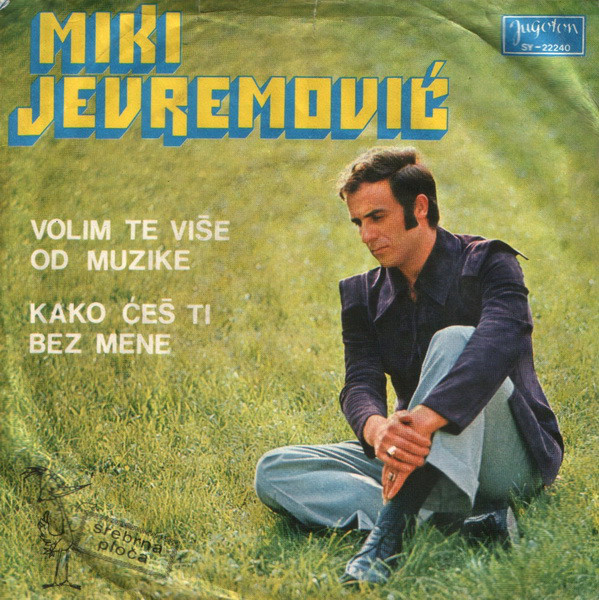 MIKI
JEVREMOVIĆ
Jugoton
SY-22240
VOLIM TE VIŠE
OD MUZIKE
KAKO ĆEŠ TI
BEZ MENE
srebrna
ploča